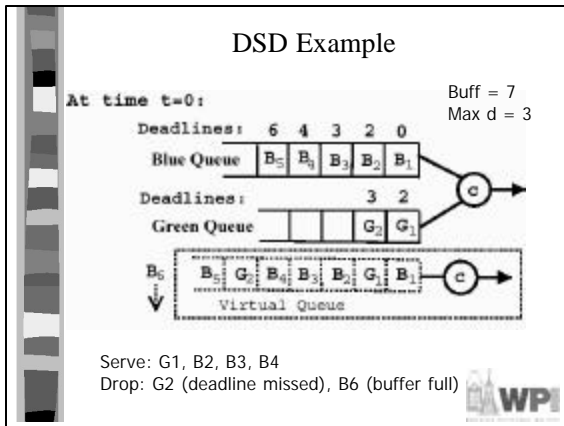 DSD Example
Buff = 7
Max d = 3
At time t=0:
Deadlines: 6 4 3 2 0
Blue Queue B5 B4 B3 B2 B1
C
Deadlines: 3 2
Green Queue G2 G1
B6 B5 G2 B4 B3 B2 G1 B1 C
Virtual Queue
Serve: G1, B2, B3, B4
Drop: G2 (deadline missed), B6 (buffer full)
WPI